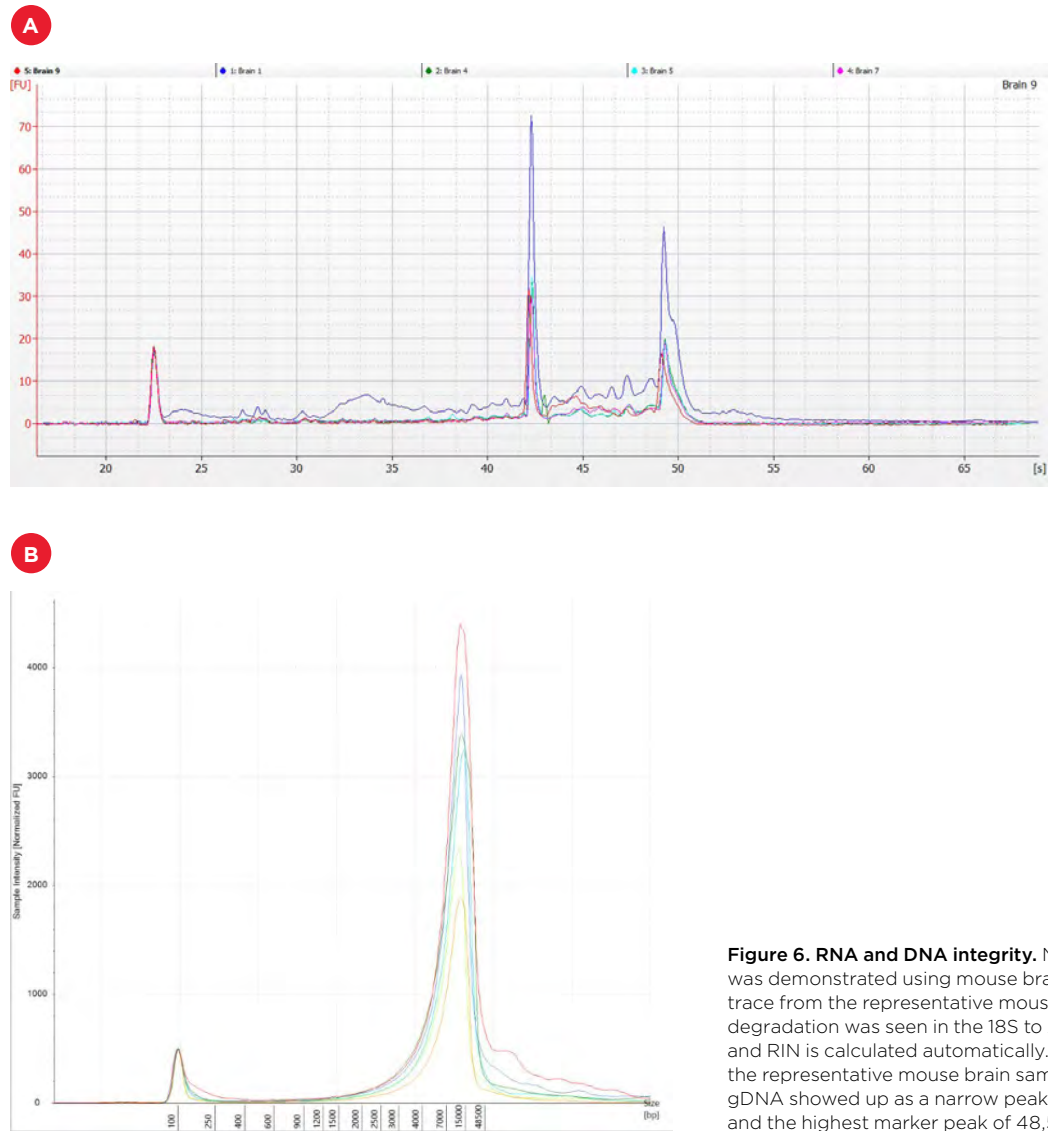 A
5: Brain 9 1: Brain 1 2: Brain 4 3: Brain 5 4: Brain 7
[FU] Brain 9
70
60
50
40
30
20
10
0
20 25 30 35 40 45 50 55 60 65 [s]
B
Sample Intensity [Normalized FU]
4000
3000
2000
1000
0
100 250 400 600 900 1200 1500 2000 2500 3000 4000 7000 15000 48500 Size
[bp]
Figure 6. RNA and DNA integrity.
was demonstrated using mouse
trace from the representative
degradation was seen in the 18S to
and RIN is calculated automatically.
the representative mouse brain
gDNA showed up as a narrow peak
and the highest marker peak of